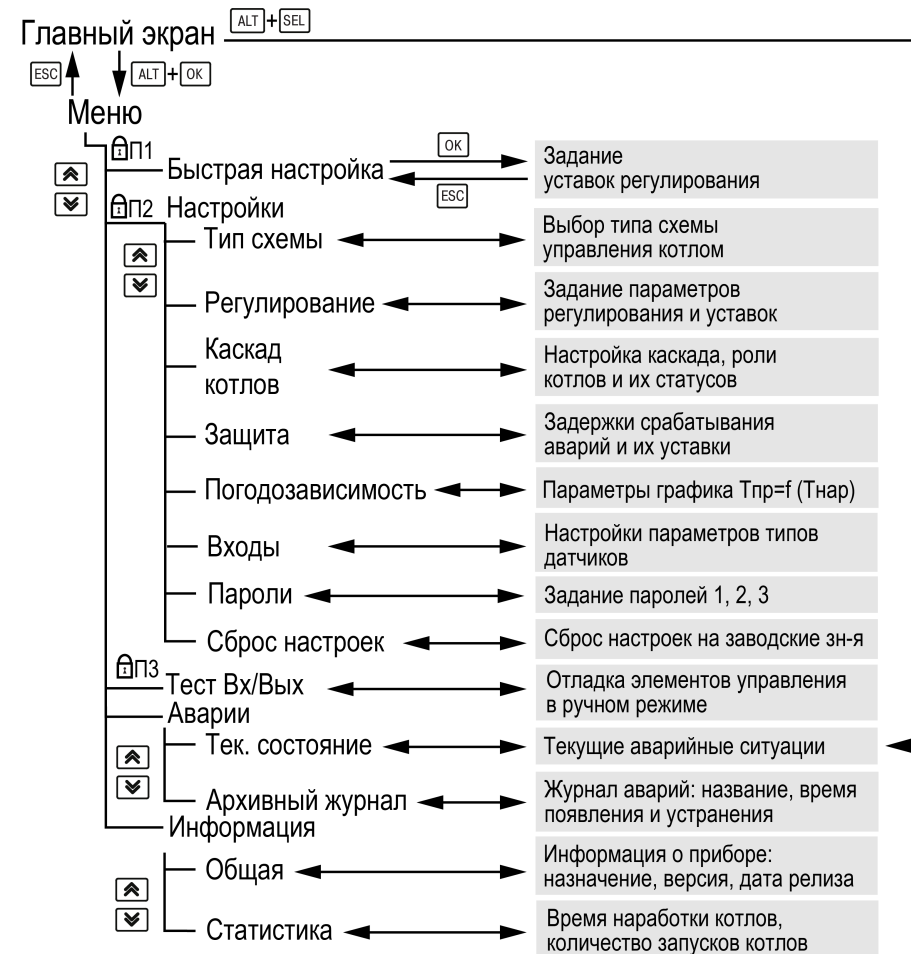 Главный экран ALT+SEL
ESC ALT+OK
Меню
П1
Быстрая настройка
OK
ESC
Задание
уставок регулирования
П2 Настройки
Тип схемы
Выбор типа схемы
управления котлом
Регулирование
Задание параметров
регулирования и уставок
Каскад
котлов
Настройка каскада, роли
котлов и их статусов
Защита
Задержки срабатывания
аварий и их уставки
Погодозависимость
Параметры графика Тпр=f (Тнар)
Входы
Настройки параметров типов
датчиков
Пароли
Задание паролей 1, 2, 3
Сброс настроек
Сброс настроек на заводские зн-я
П3
Тест Вх/Вых
Отладка элементов управления
в ручном режиме
Аварии
Тек. состояние
Текущие аварийные ситуации
Архивный журнал
Журнал аварий: название, время
появления и устранения
Информация
Общая
Информация о приборе:
назначение, версия, дата релиза
Статистика
Время наработки котлов,
количество запусков котлов